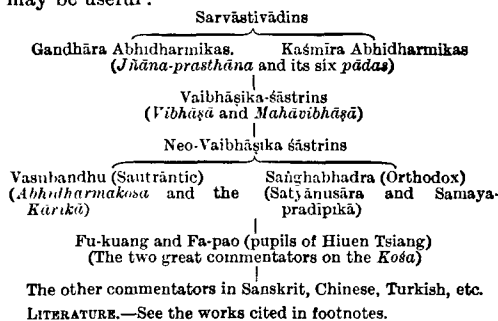 may be useful:
Sarvāstivādins
Gandhāra Abhidharmikas. Kaśmīra Abhidharmikas
(Jñāna-prasthāna and its six pādas)
Vaibhāṣika-śāstrins
(Vibhāṣā and Mahāvibhāṣā)
Neo-Vaibhāṣika śāstrins
Vasubandhu (Sautrāntic) Saṅghabhadra (Orthodox)
(Abhidharmakosa and the (Satyānusāra and Samaya-
Kārikā) pradīpikā)
Fu-kuang and Fa-pao (pupils of Hiuen Tsiang)
(The two great commentators on the Kośa)
The other commentators in Sanskrit, Chinese, Turkish, etc.
LITERATURE.—See the works cited in footnotes.